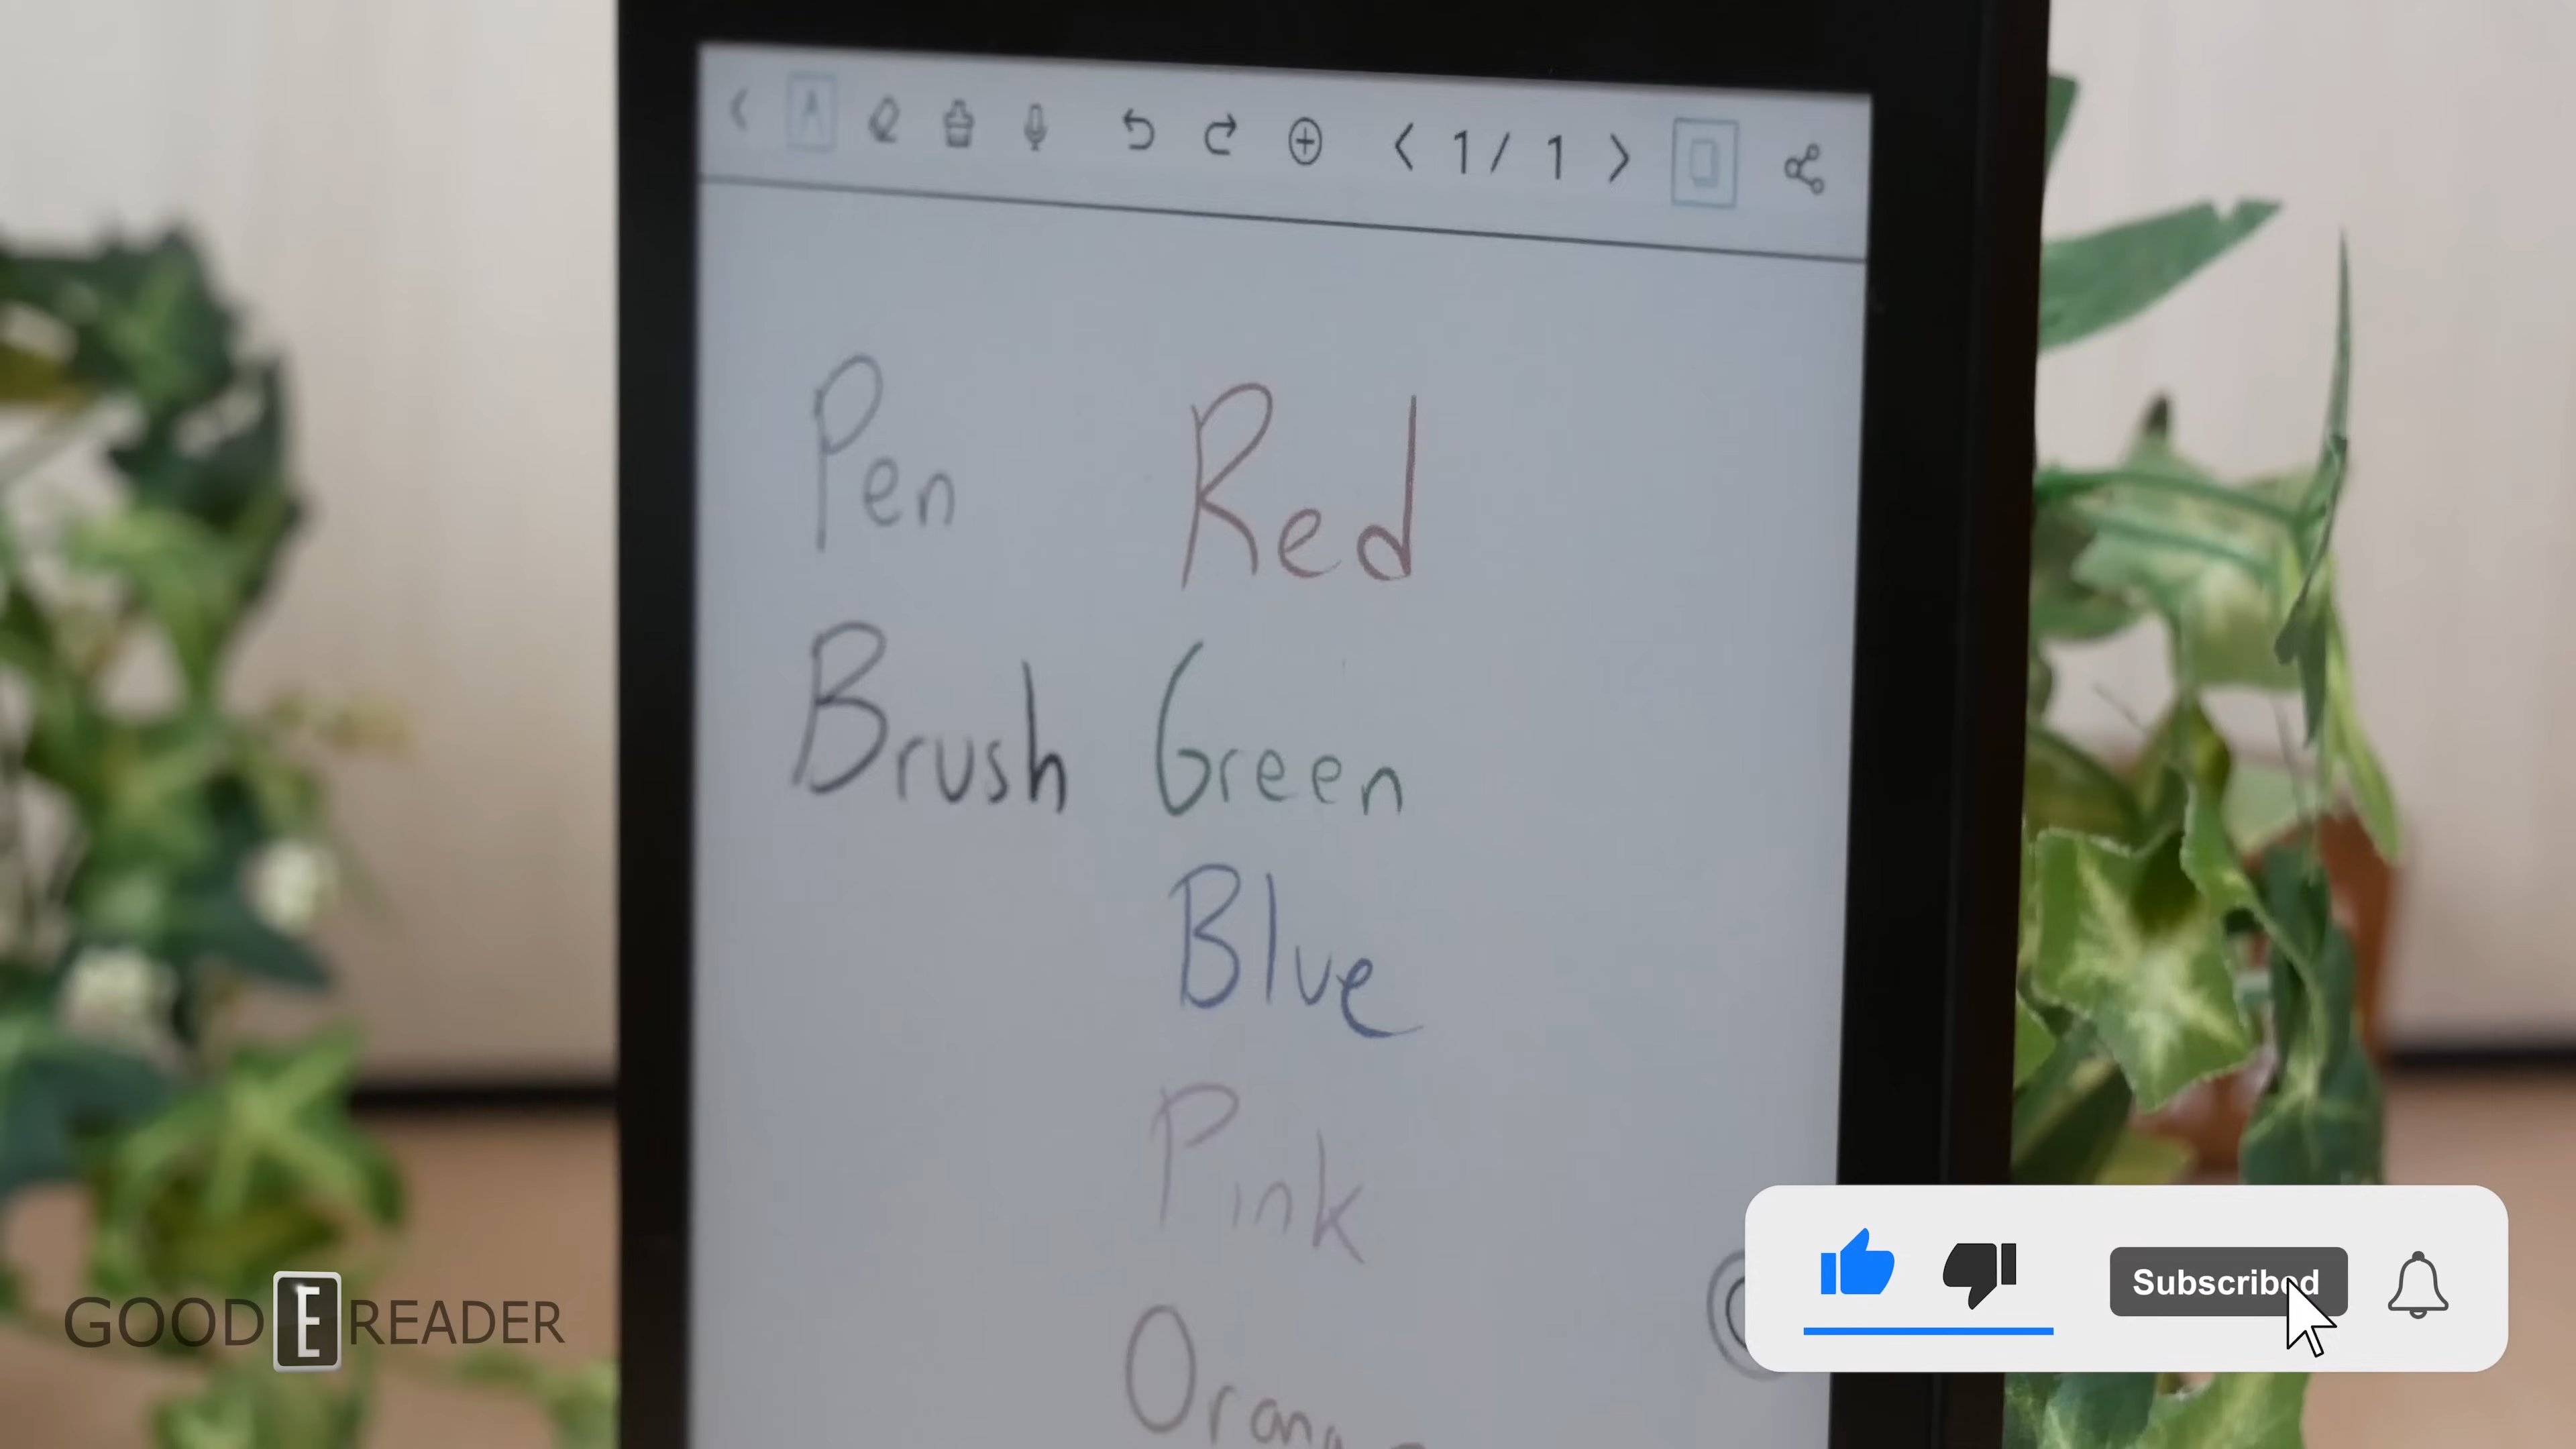 A
1 / 1
Pen Red
Brush Green
Blue
Pink
GOOD E READER
Subscribed